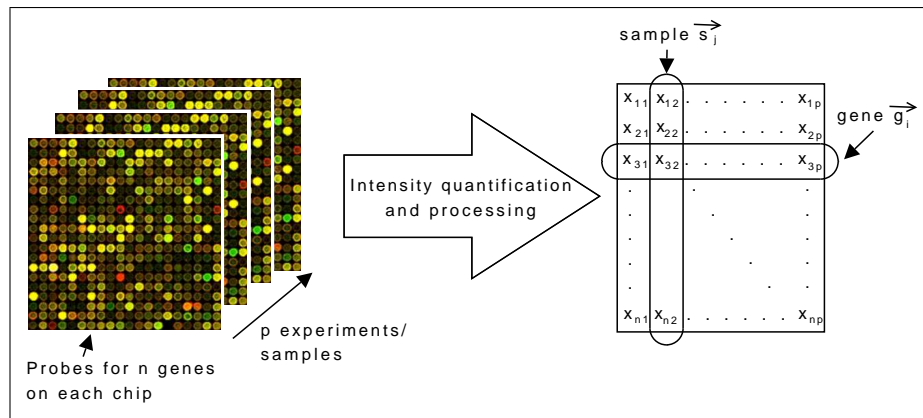 sample s⃗ⱼ
gene g⃗ᵢ
x₁₁ x₁₂ . . . . . . x₁ₚ
x₂₁ x₂₂ . . . . . . x₂ₚ
x₃₁ x₃₂ . . . . . . x₃ₚ
. . . .
. . . .
. . . .
. . . .
xₙ₁ xₙ₂ . . . . . . xₙₚ
Intensity quantification
and processing
p experiments/
samples
Probes for n genes
on each chip